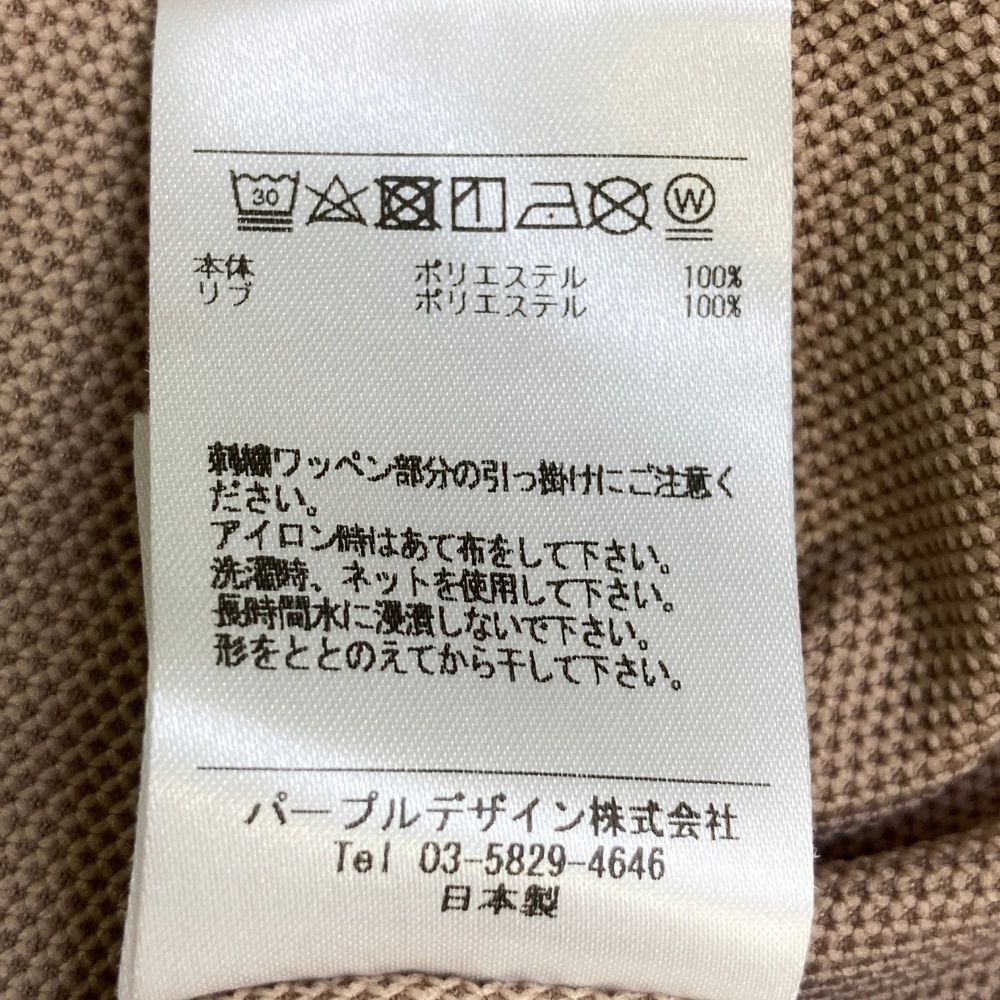 30 W
本体 ポリエステル 100%
リブ ポリエステル 100%
刺繍ワッペン部分の引っ掛けにご注意く
ださい。
アイロン時はあて布をして下さい。
洗濯時、ネットを使用して下さい。
長時間水に浸漬しないで下さい。
形をととのえてから干して下さい。
パープルデザイン株式会社
Tel 03-5829-4646
日本製